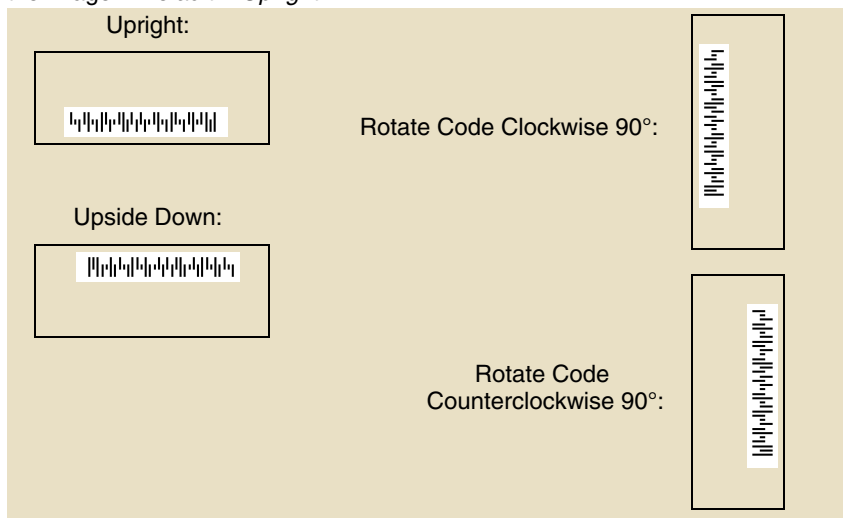 Upright:
Rotate Code Clockwise 90°:
Upside Down:
Rotate Code
Counterclockwise 90°: